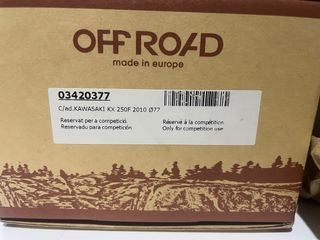 OFF ROAD
made in europe
03420377
C/ad.KAWASAKI KX 250F 2010 Ø77
Reservat per a competició.
Reservado para competición
Réservé à la compétition
Only for competition use